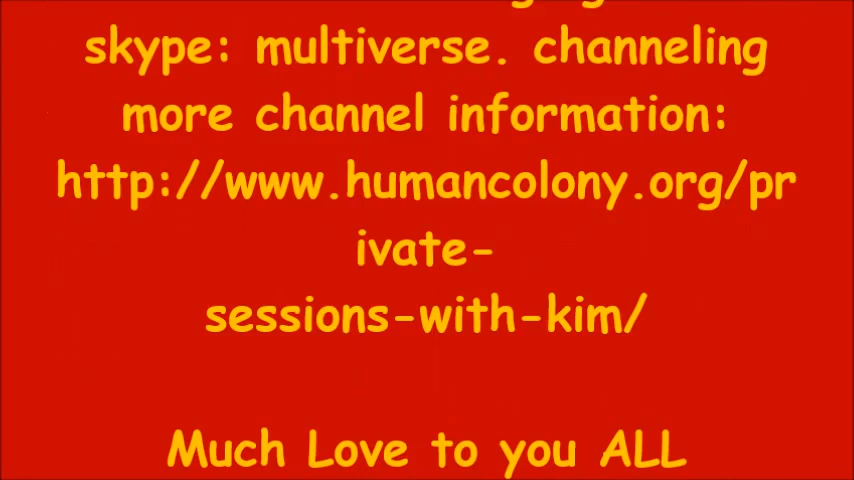 skype: multiverse. channeling
more channel information:
http://www.humancolony.org/pr
ivate-
sessions-with-kim/
Much Love to you ALL